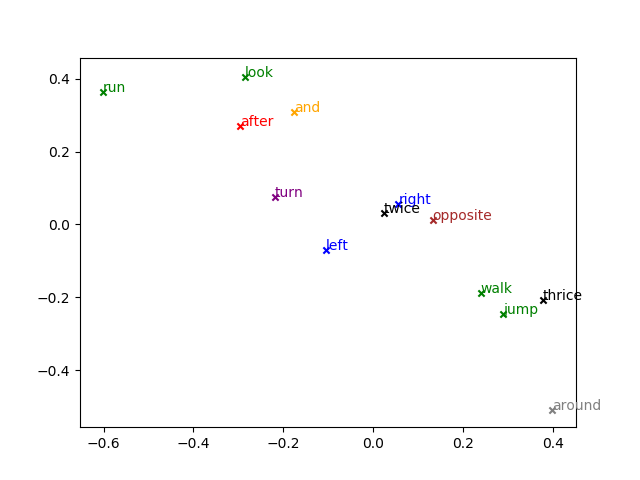 0.4
0.2
0.0
−0.2
−0.4
−0.6
−0.4
−0.2
0.0
0.2
0.4
run
look
and
after
turn
right
twice
opposite
left
walk
thrice
jump
around